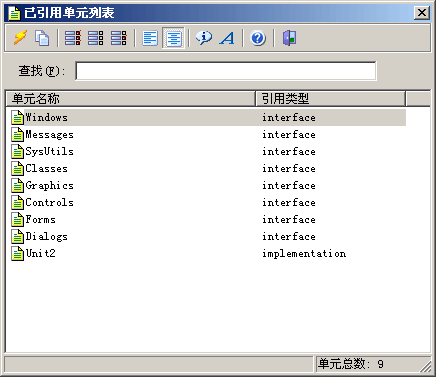 已引用单元列表
查找(F):
单元名称 引用类型
Windows interface
Messages interface
SysUtils interface
Classes interface
Graphics interface
Controls interface
Forms interface
Dialogs interface
Unit2 implementation
单元总数: 9